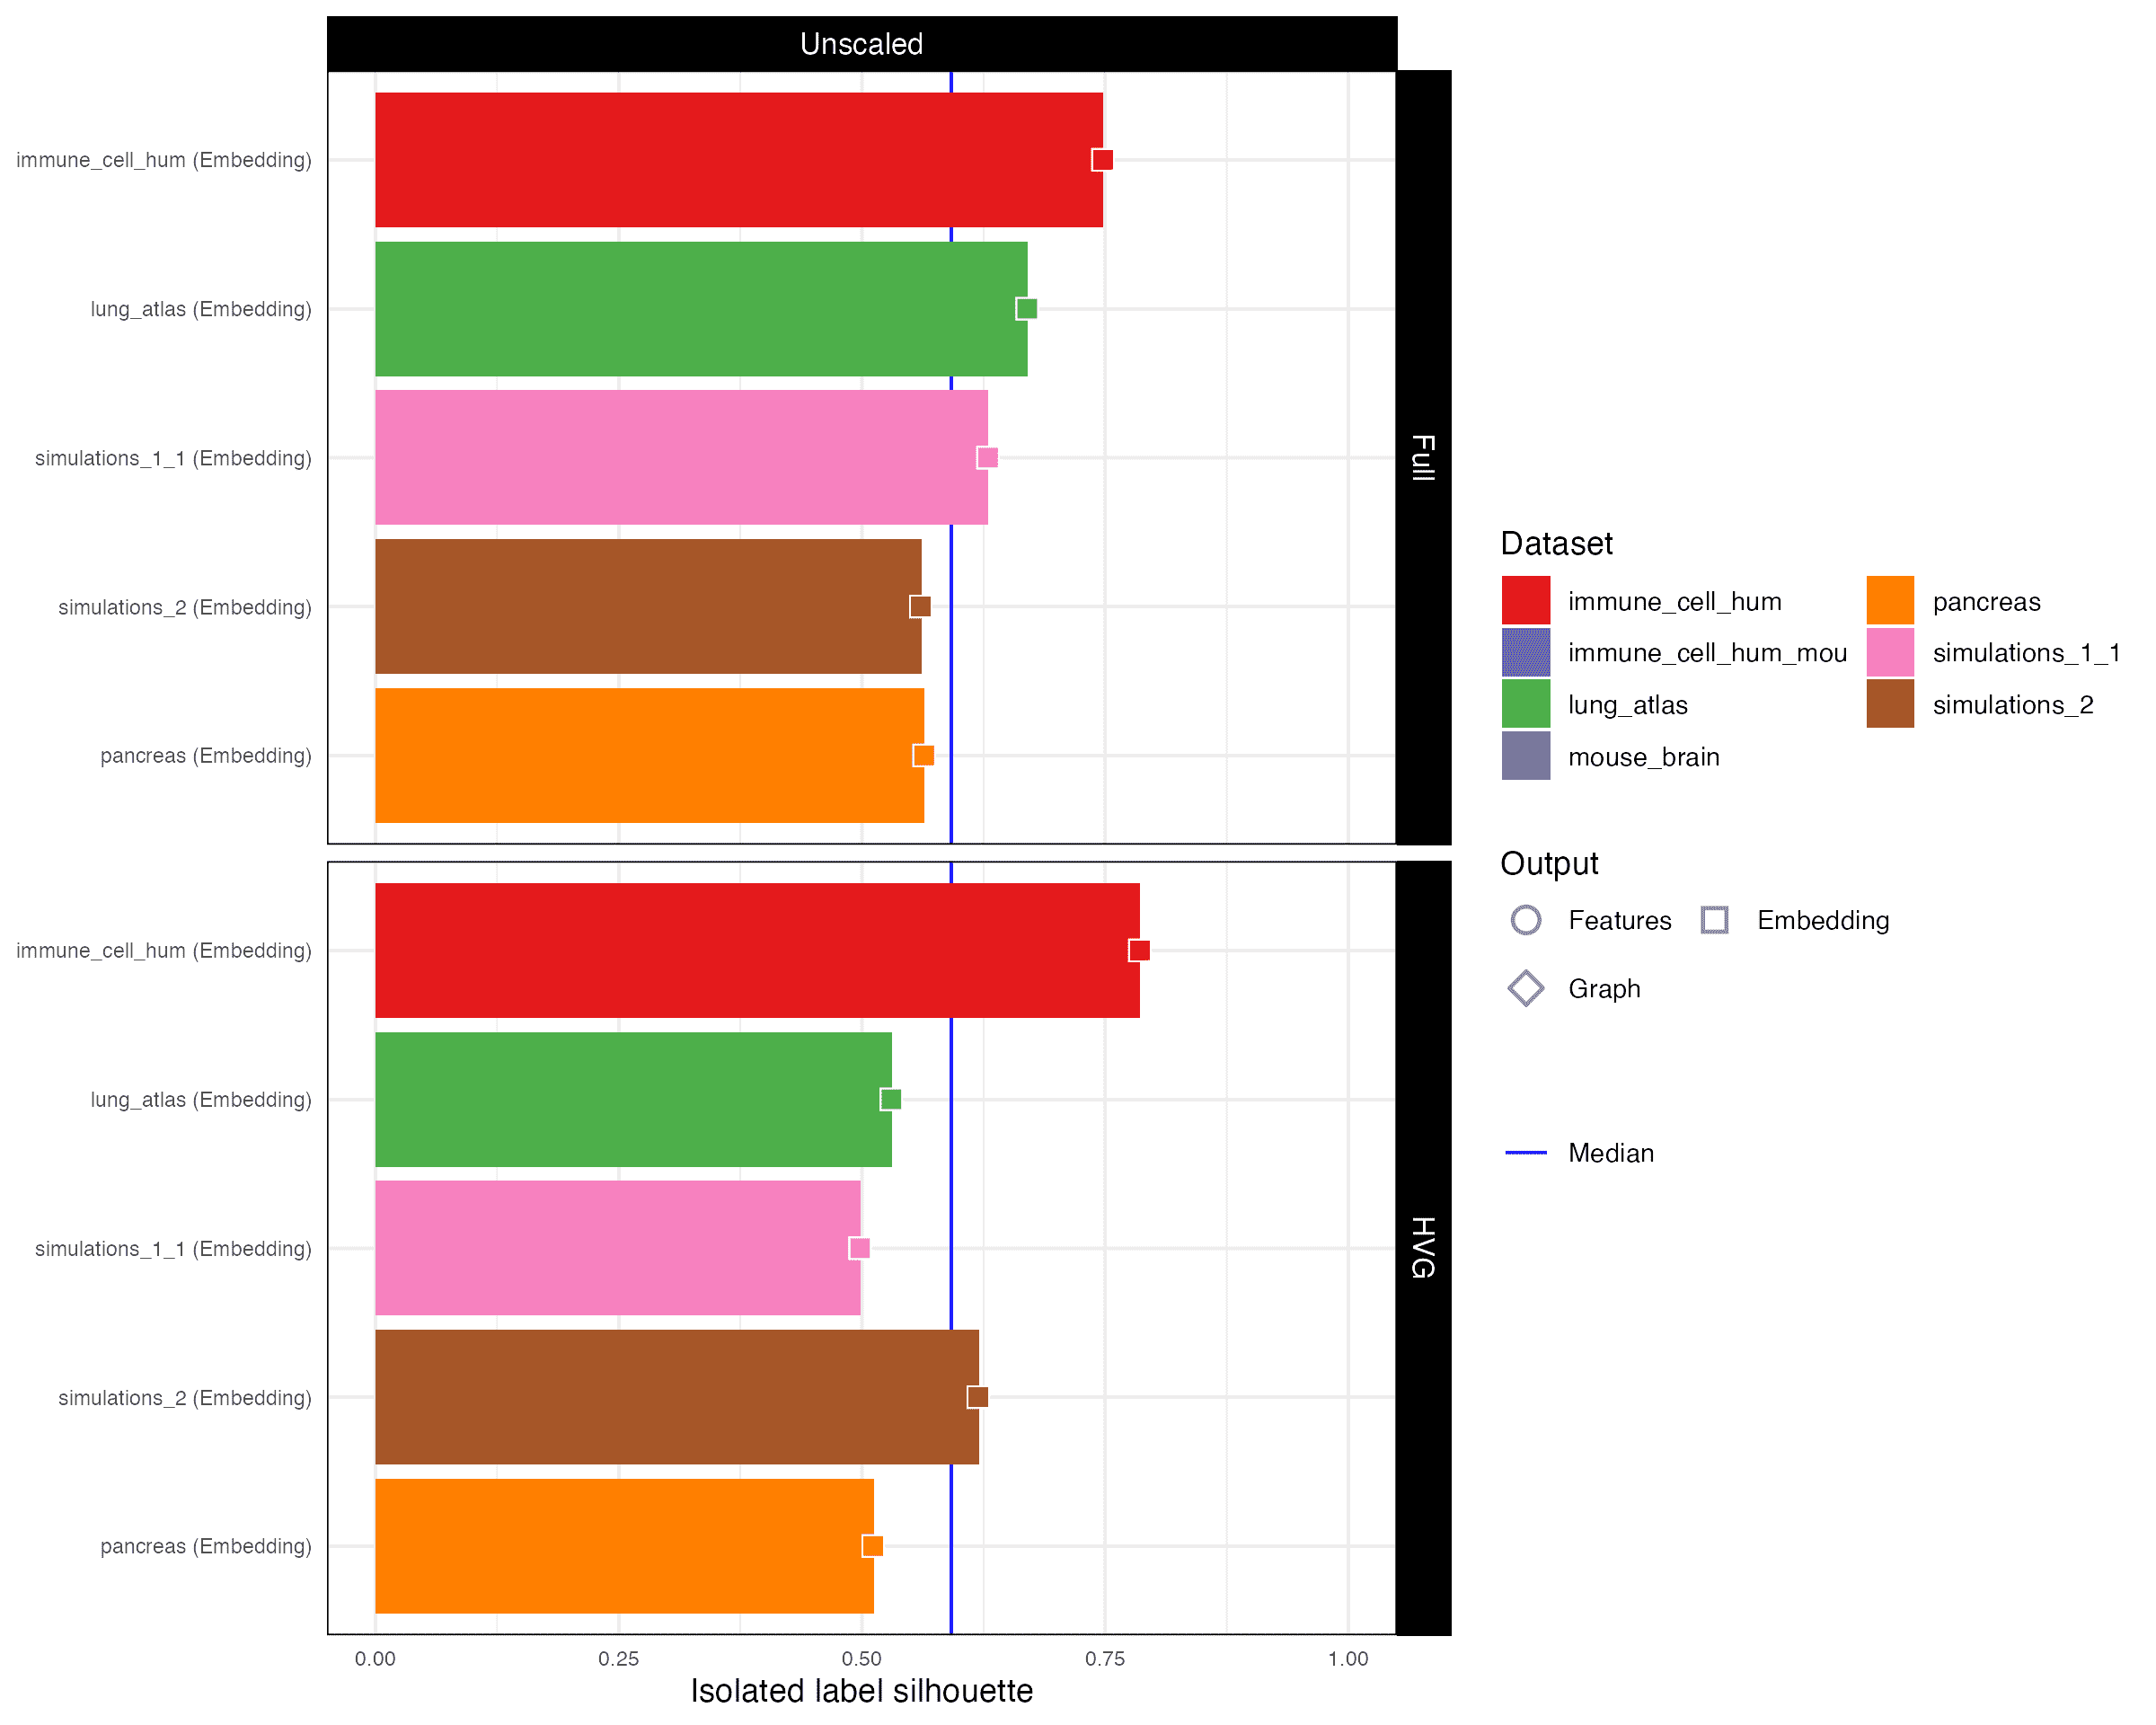 Unscaled
immune_cell_hum (Embedding)
lung_atlas (Embedding)
simulations_1_1 (Embedding)
simulations_2 (Embedding)
pancreas (Embedding)
Full
immune_cell_hum (Embedding)
lung_atlas (Embedding)
simulations_1_1 (Embedding)
simulations_2 (Embedding)
pancreas (Embedding)
HVG
0.00 0.25 0.50 0.75 1.00
Isolated label silhouette
Dataset
immune_cell_hum pancreas
immune_cell_hum_mou simulations_1_1
lung_atlas simulations_2
mouse_brain
Output
Features Embedding
Graph
Median